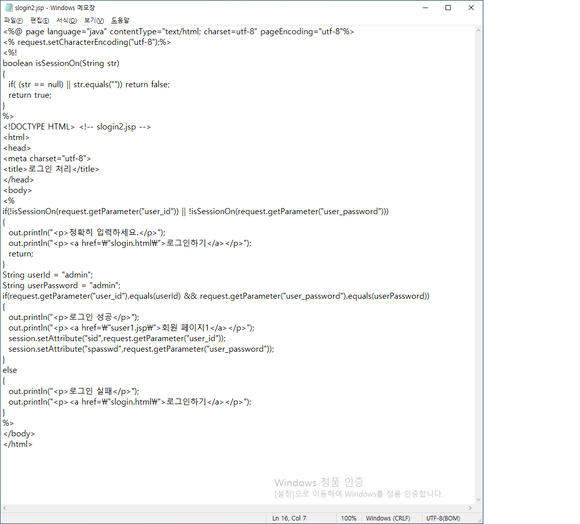 slogin2.jsp - Windows 메모장
파일(F) 편집(E) 서식(O) 보기(V) 도움말
<%@ page language="java" contentType="text/html; charset=utf-8" pageEncoding="utf-8"%>
<% request.setCharacterEncoding("utf-8");%>
<%!
boolean isSessionOn(String str)
{
if( (str == null) || str.equals("")) return false;
return true;
}
%>
<!DOCTYPE HTML> <!-- slogin2.jsp -->
<html>
<head>
<meta charset="utf-8">
<title>로그인 처리</title>
</head>
<body>
<%
if(!isSessionOn(request.getParameter("user_id")) || !isSessionOn(request.getParameter("user_password")))
{
out.println("<p>정확히 입력하세요.</p>");
out.println("<p><a href=₩"slogin.html₩">로그인하기</a></p>");
return;
}
String userId = "admin";
String userPassword = "admin";
if(request.getParameter("user_id").equals(userId) && request.getParameter("user_password").equals(userPassword))
{
out.println("<p>로그인 성공</p>");
out.println("<p><a href=₩"suser1.jsp₩">회원 페이지1</a></p>");
session.setAttribute("sid",request.getParameter("user_id"));
session.setAttribute("spasswd",request.getParameter("user_password"));
}
else
{
out.println("<p>로그인 실패</p>");
out.println("<p><a href=₩"slogin.html₩">로그인하기</a></p>");
}
%>
</body>
</html>
Windows 정품 인증
[설정]으로 이동하여 Windows를 정품 인증합니다.
Ln 16, Col 7 100% Windows (CRLF) UTF-8(BOM)